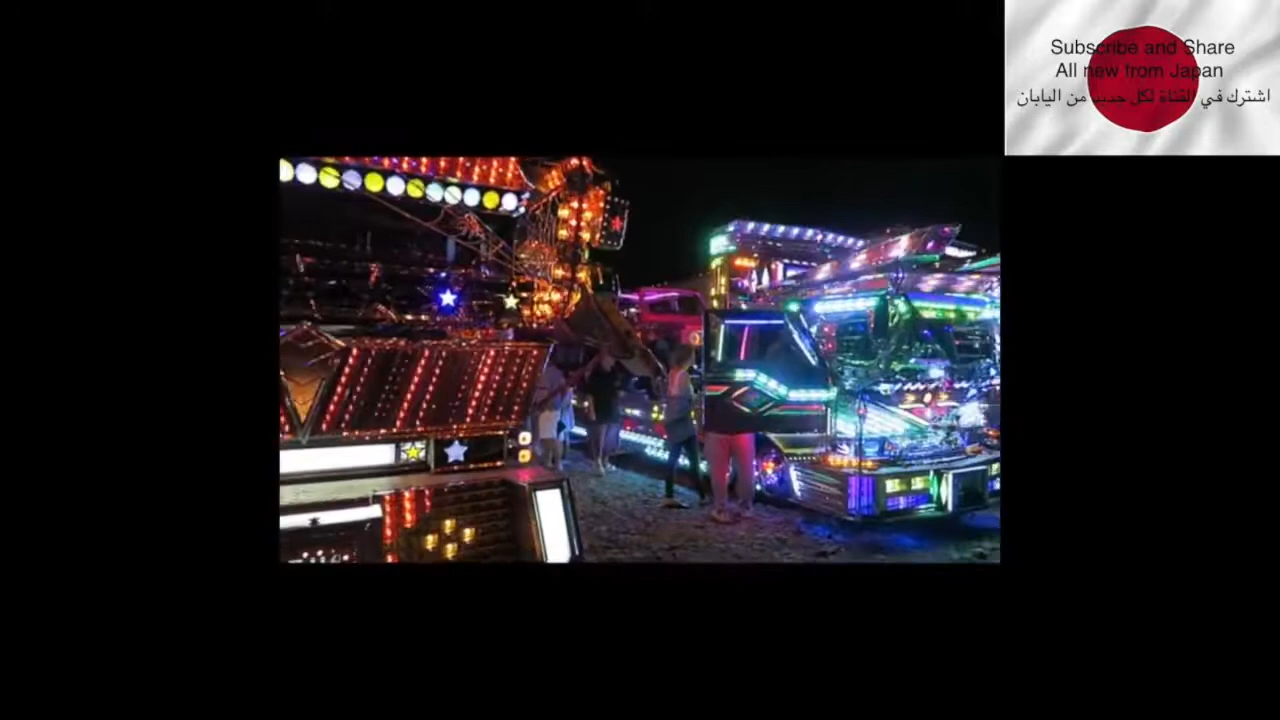 Subscribe and Share
All new from Japan
اشترك في القناة لكل جديد من اليابان